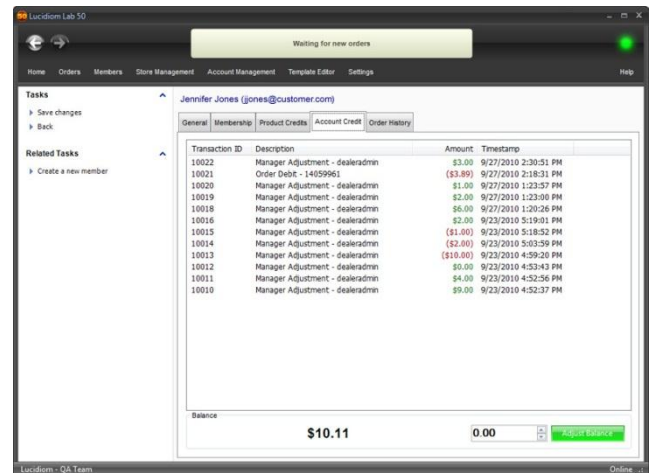 50 Lucidiom Lab 50
Waiting for new orders
Home Orders Members Store Management Account Management Template Editor Settings Help
Tasks
Save changes
Back
Related Tasks
Create a new member
Jennifer Jones (jjones@customer.com)
General Membership Product Credits Account Credit Order History
Transaction ID Description Amount Timestamp
10022 Manager Adjustment - dealeradmin $3.00 9/27/2010 2:30:51 PM
10021 Order Debit - 14059961 ($3.89) 9/27/2010 2:18:31 PM
10020 Manager Adjustment - dealeradmin $1.00 9/27/2010 1:23:57 PM
10019 Manager Adjustment - dealeradmin $2.00 9/27/2010 1:23:00 PM
10018 Manager Adjustment - dealeradmin $6.00 9/27/2010 1:20:26 PM
10016 Manager Adjustment - dealeradmin $2.00 9/23/2010 5:19:01 PM
10015 Manager Adjustment - dealeradmin ($1.00) 9/23/2010 5:18:52 PM
10014 Manager Adjustment - dealeradmin ($2.00) 9/23/2010 5:03:59 PM
10013 Manager Adjustment - dealeradmin ($10.00) 9/23/2010 4:59:20 PM
10012 Manager Adjustment - dealeradmin $0.00 9/23/2010 4:53:43 PM
10011 Manager Adjustment - dealeradmin $4.00 9/23/2010 4:52:56 PM
10010 Manager Adjustment - dealeradmin $9.00 9/23/2010 4:52:37 PM
Balance
$10.11 0.00 Adjust Balance
Lucidiom - QA Team Online